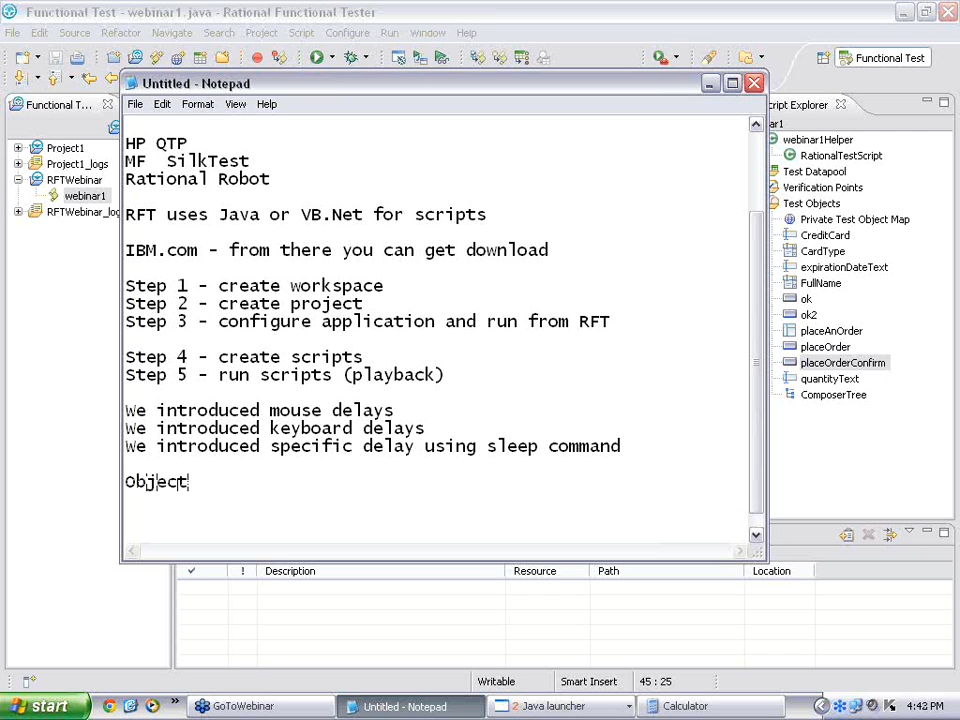 Functional Test - webinar1.java - Rational Functional Tester
File Edit Source Refactor Navigate Search Project Script Configure Run Window Help
Functional Test
Functional T...
Project1
Project1_logs
RFTWebinar
webinar1
RFTWebinar_log
Untitled - Notepad
File Edit Format View Help
HP QTP
MF SilkTest
Rational Robot
RFT uses Java or VB.Net for scripts
IBM.com - from there you can get download
Step 1 - create workspace
Step 2 - create project
Step 3 - configure application and run from RFT
Step 4 - create scripts
Step 5 - run scripts (playback)
We introduced mouse delays
We introduced keyboard delays
We introduced specific delay using sleep command
Object
cript Explorer
ar1
webinar1Helper
RationalTestScript
Test Datapool
Verification Points
Test Objects
Private Test Object Map
CreditCard
CardType
expirationDateText
FullName
ok
ok2
placeAnOrder
placeOrder
placeOrderConfirm
quantityText
ComposerTree
! Description Resource Path Location
Writable Smart Insert 45 : 25
start » GoToWebinar Untitled - Notepad 2 Java launcher Calculator 4:42 PM